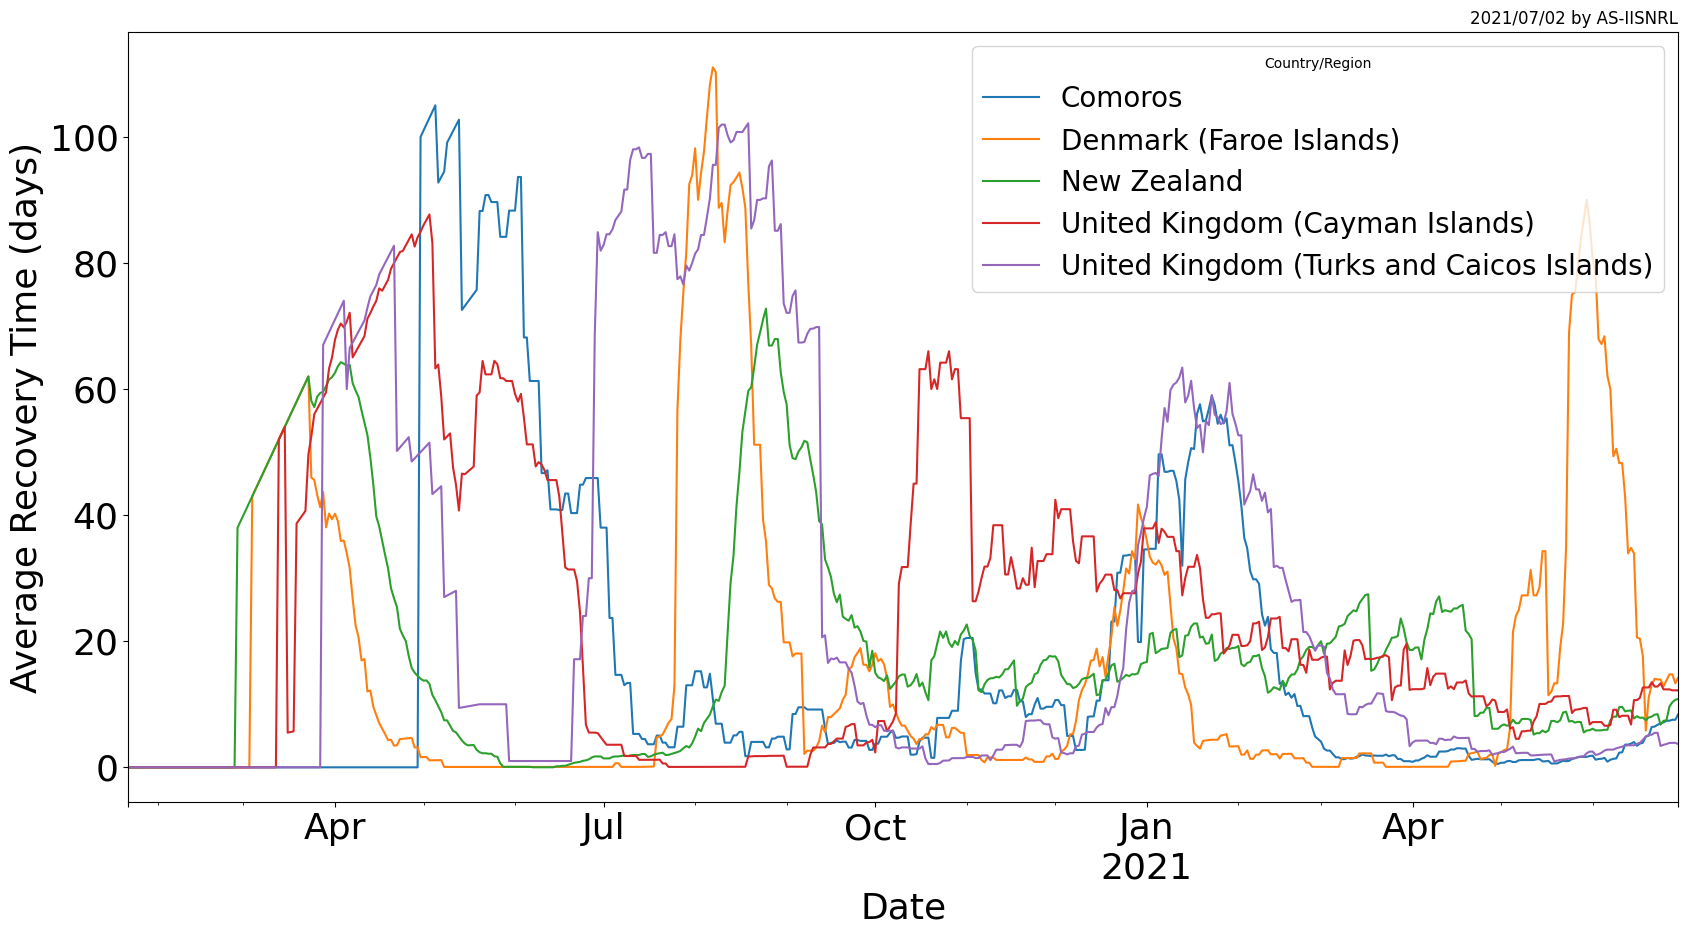 2021/07/02 by AS-IISNRL
Country/Region
Comoros
Denmark (Faroe Islands)
New Zealand
United Kingdom (Cayman Islands)
United Kingdom (Turks and Caicos Islands)
Average Recovery Time (days)
100
80
60
40
20
0
Apr Jul Oct Jan Apr
2021
Date